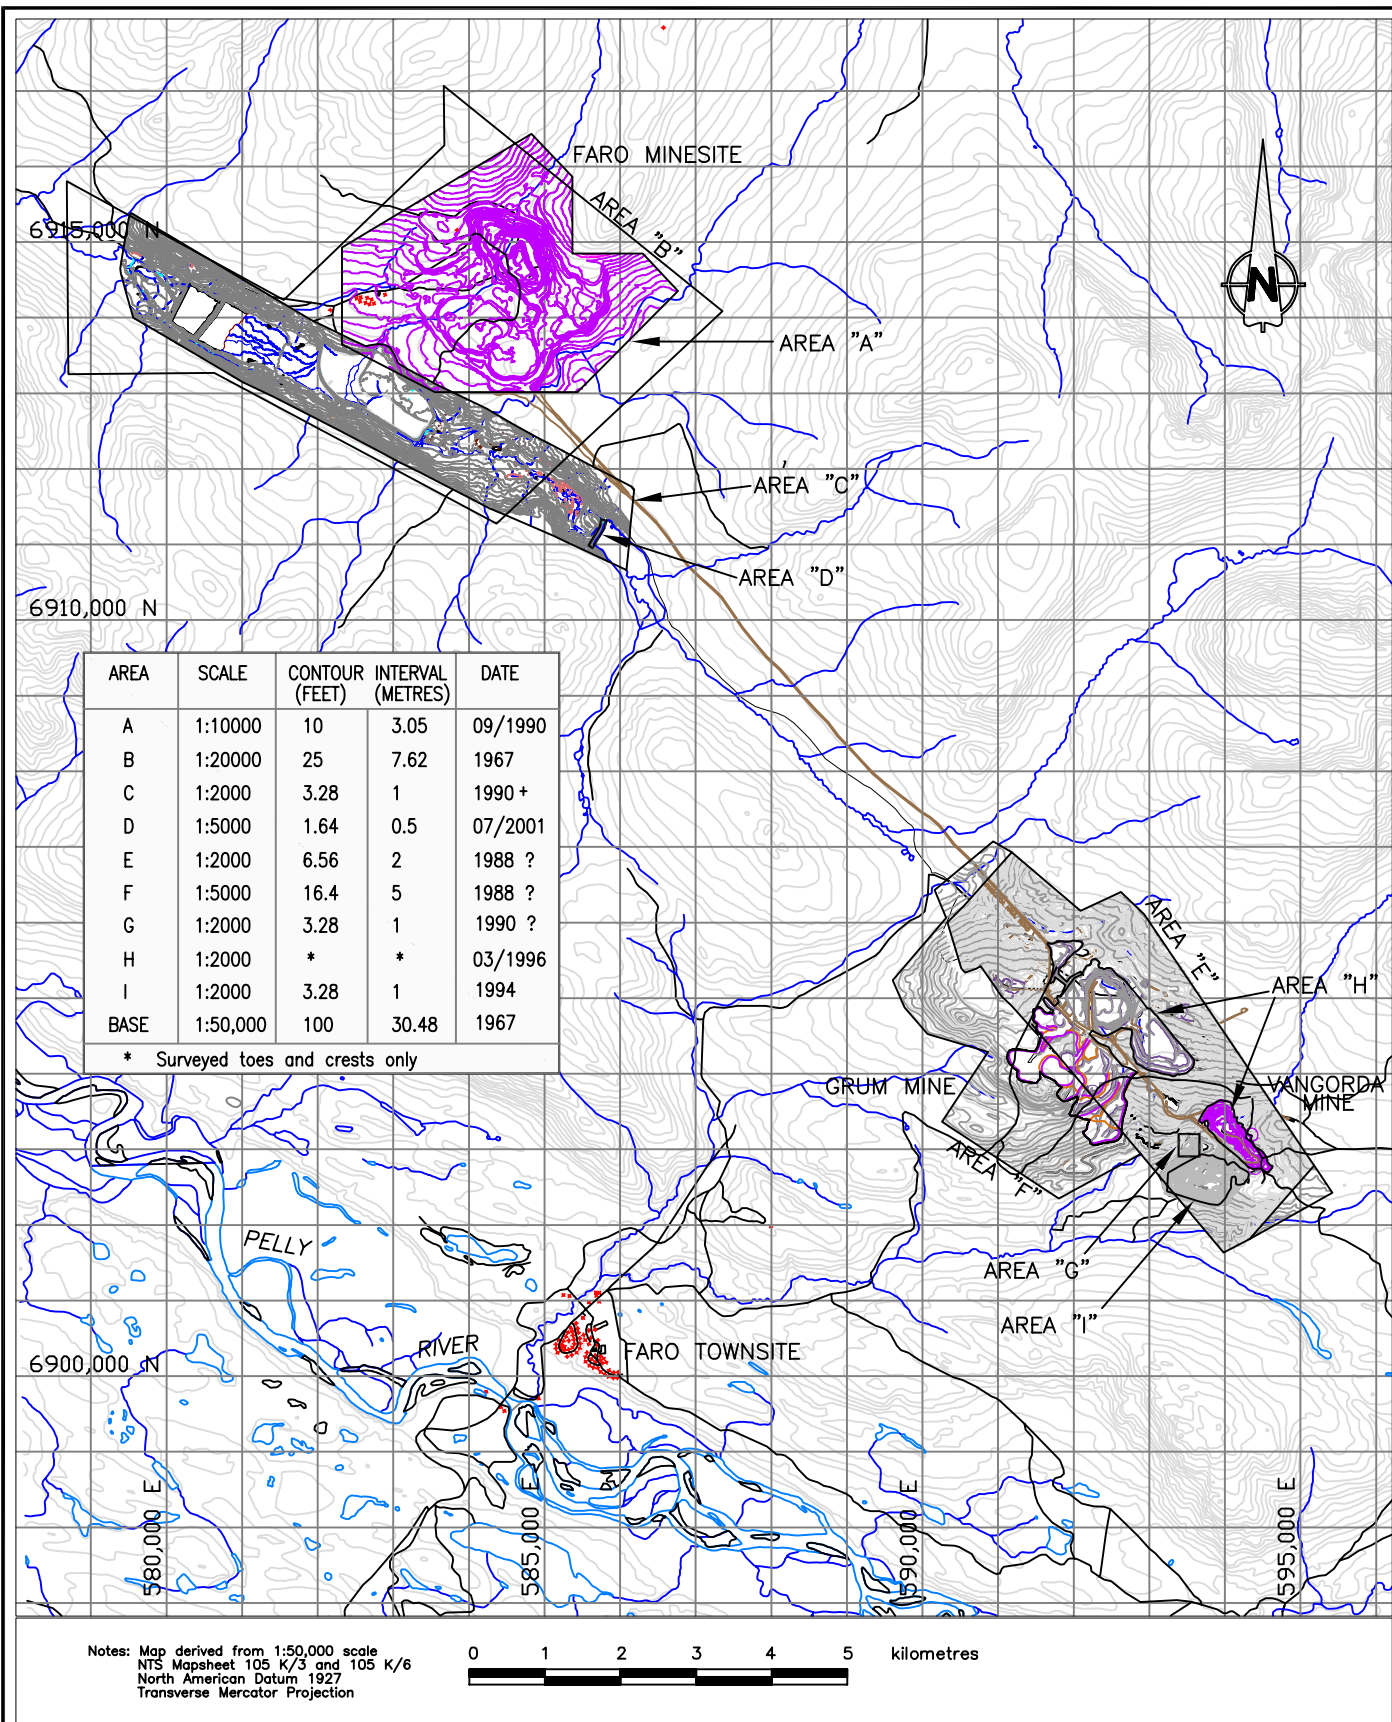 FARO MINESITE
AREA "B"
6915,000 N
N
AREA "A"
AREA "C"
AREA "D"
6910,000 N
AREA SCALE CONTOUR INTERVAL DATE
(FEET) (METRES)
A 1:10000 10 3.05 09/1990
B 1:20000 25 7.62 1967
C 1:2000 3.28 1 1990 +
D 1:5000 1.64 0.5 07/2001
E 1:2000 6.56 2 1988 ?
F 1:5000 16.4 5 1988 ?
G 1:2000 3.28 1 1990 ?
H 1:2000 * * 03/1996
I 1:2000 3.28 1 1994
BASE 1:50,000 100 30.48 1967
* Surveyed toes and crests only
AREA "E"
AREA "H"
GRUM MINE
VANGORDA
MINE
AREA "F"
PELLY
AREA "G"
AREA "I"
RIVER
FARO TOWNSITE
6900,000 N
580,000 E
585,000 E
590,000 E
595,000 E
Notes: Map derived from 1:50,000 scale
NTS Mapsheet 105 K/3 and 105 K/6
North American Datum 1927
Transverse Mercator Projection
0 1 2 3 4 5 kilometres